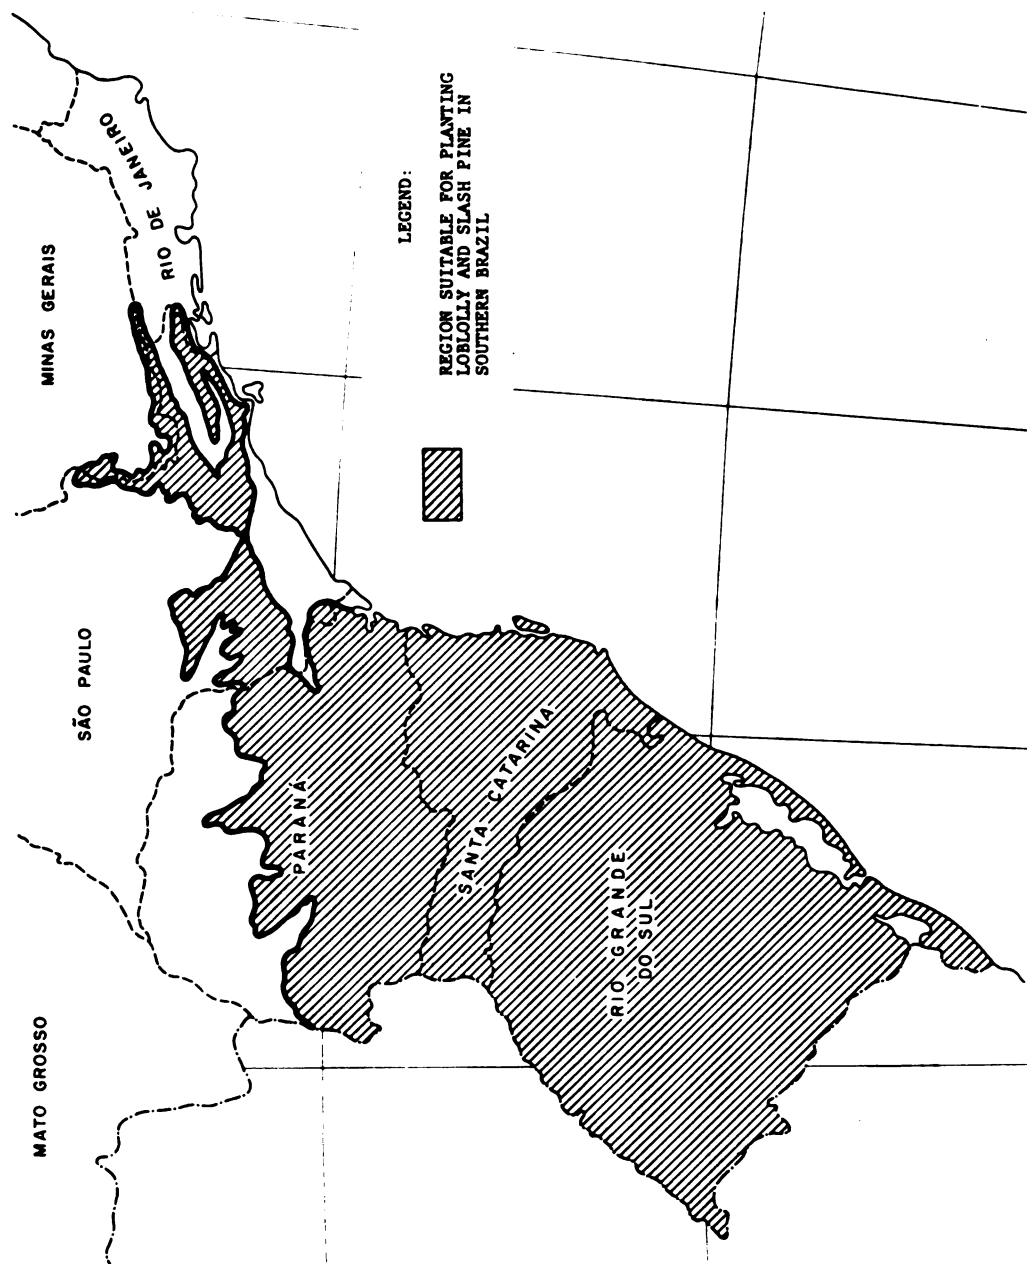 MINAS GERAIS
RIO DE JANEIRO
SÃO PAULO
MATO GROSSO
PARANÁ
SANTA CATARINA
RIO GRANDE
DO SUL
LEGEND:
REGION SUITABLE FOR PLANTING
LOBLOLLY AND SLASH PINE IN
SOUTHERN BRAZIL